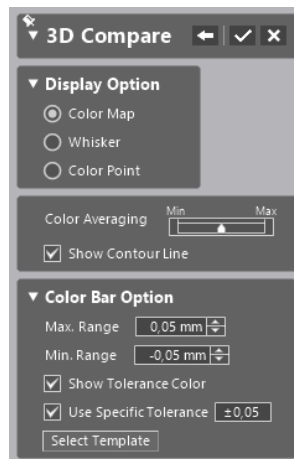 3D Compare
Display Option
Color Map
Whisker
Color Point
Color Averaging Min Max
Show Contour Line
Color Bar Option
Max. Range 0,05 mm
Min. Range -0,05 mm
Show Tolerance Color
Use Specific Tolerance ±0,05
Select Template